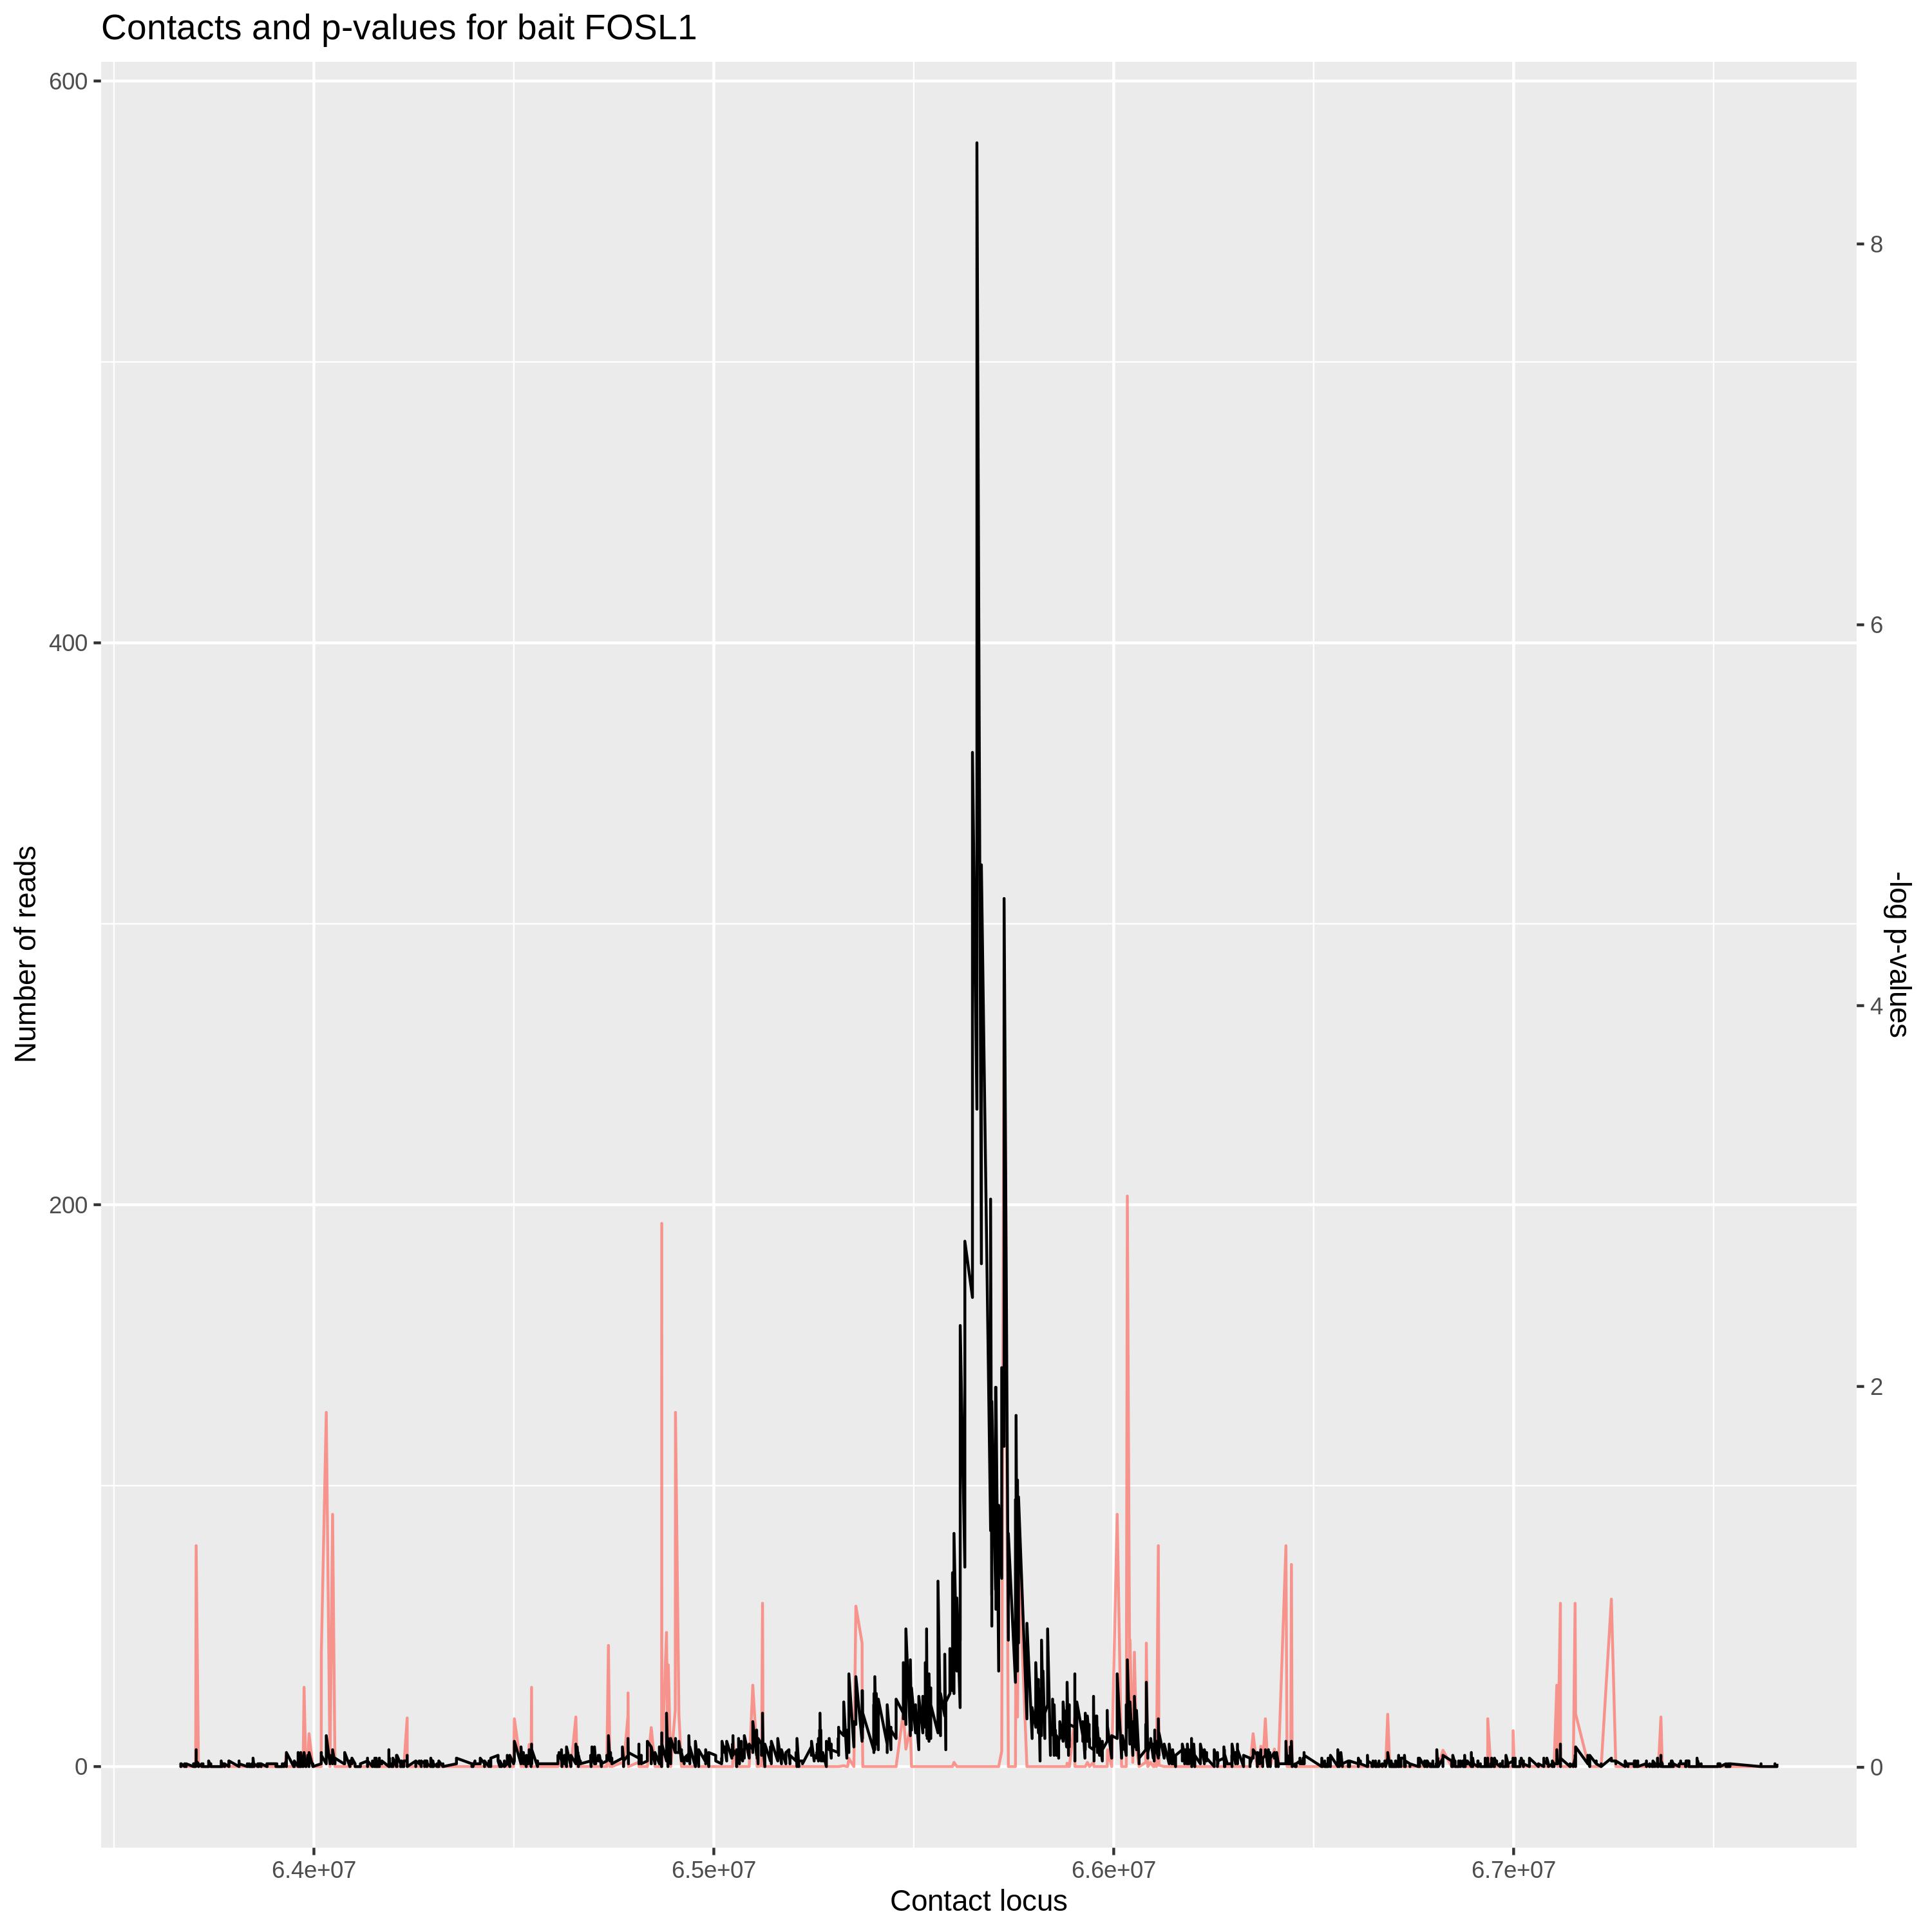 Contacts and p-values for bait FOSL1
600
400
200
0
8
6
4
2
0
Number of reads
-log p-values
6.4e+07
6.5e+07
6.6e+07
6.7e+07
Contact locus